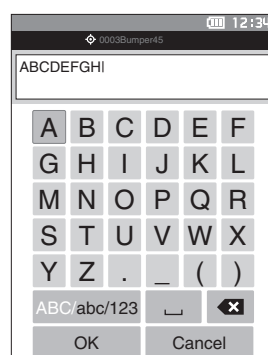 12:34
0003Bumper45
ABCDEFGHI
A B C D E F
G H I J K L
M N O P Q R
S T U V W X
Y Z . _ ( )
ABC/abc/123
OK Cancel